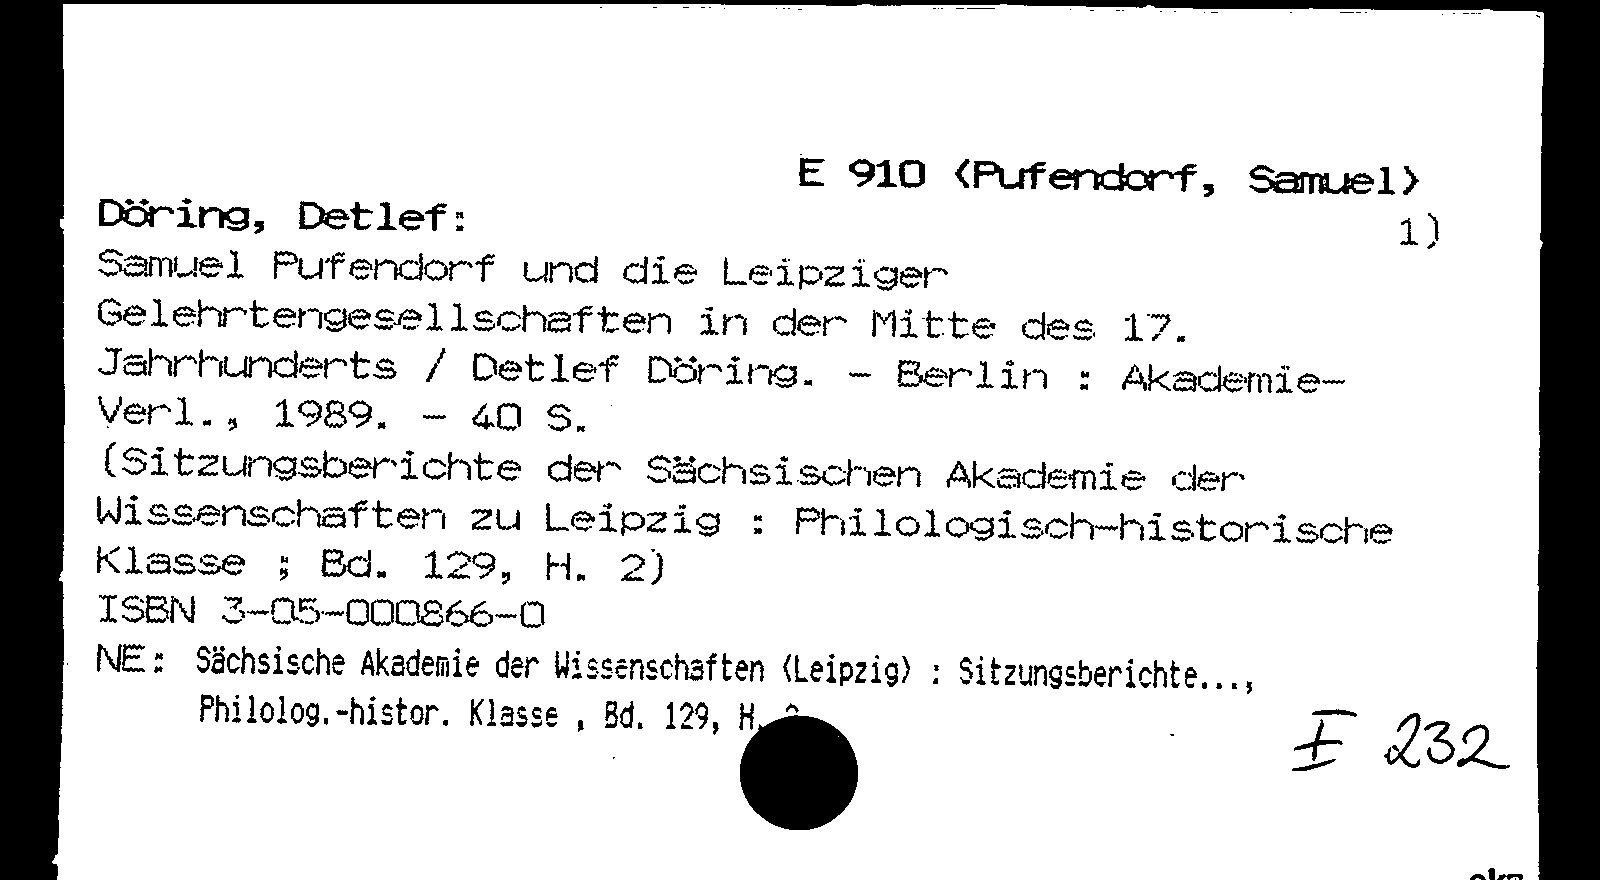 E 910 <Pufendorf, Samuel>
Döring, Detlef:
1)
Samuel Pufendorf und die Leipziger
Gelehrtengesellschaften in der Mitte des 17.
Jahrhunderts / Detlef Döring. - Berlin : Akademie-
Verl., 1989. - 40 S.
(Sitzungsberichte der Sächsischen Akademie der
Wissenschaften zu Leipzig : Philologisch-historische
Klasse ; Bd. 129, H. 2)
ISBN 3-05-000866-0
NE: Sächsische Akademie der Wissenschaften <Leipzig> : Sitzungsberichte...,
Philolog.-histor. Klasse , Bd. 129, H.
232